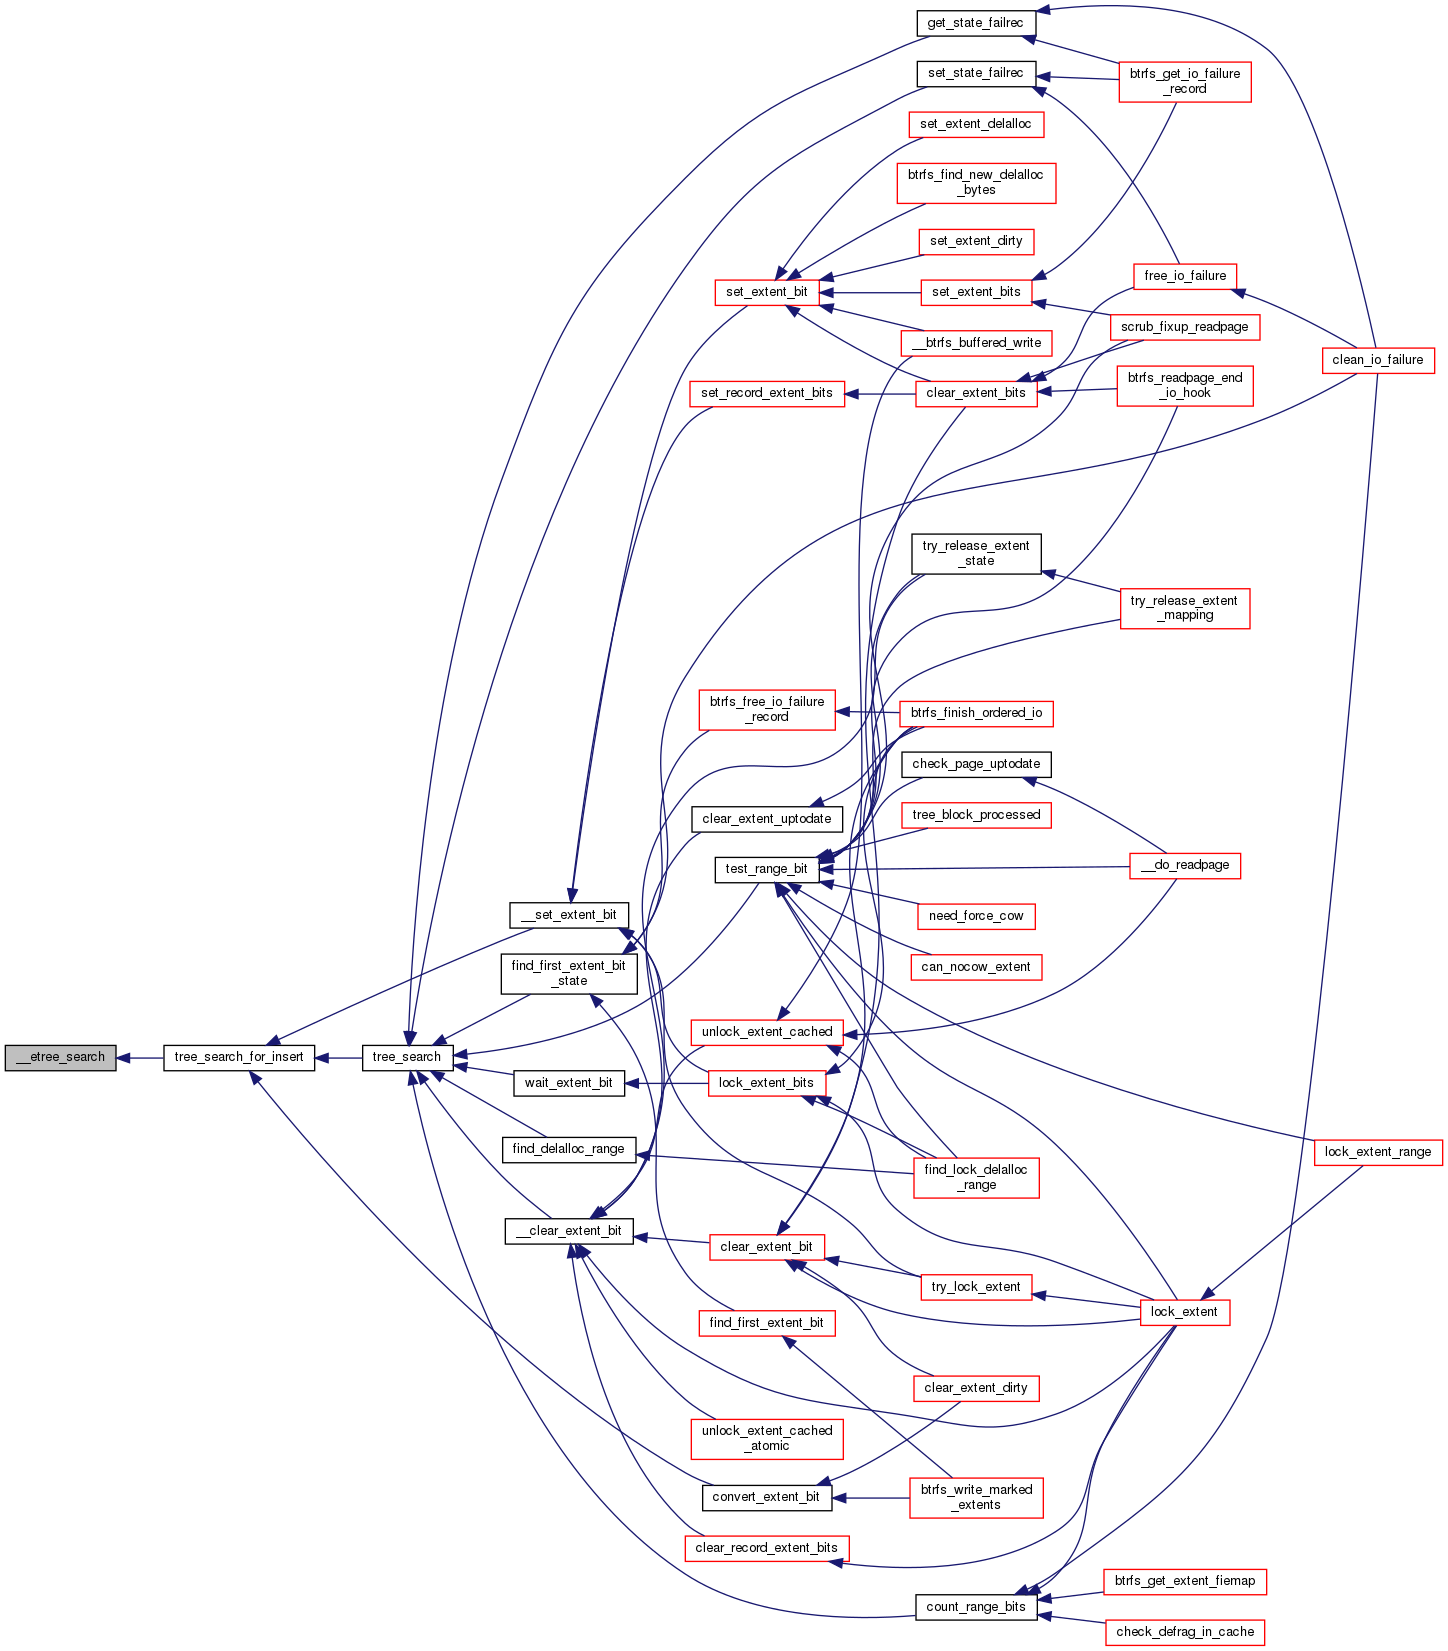 get_state_failrec
set_state_failrec
btrfs_get_io_failure
_record
set_extent_delalloc
btrfs_find_new_delalloc
_bytes
set_extent_dirty
free_io_failure
set_extent_bit
set_extent_bits
scrub_fixup_readpage
__btrfs_buffered_write
clean_io_failure
set_record_extent_bits
clear_extent_bits
btrfs_readpage_end
_io_hook
try_release_extent
_state
try_release_extent
_mapping
btrfs_free_io_failure
_record
btrfs_finish_ordered_io
check_page_uptodate
clear_extent_uptodate
tree_block_processed
test_range_bit
__do_readpage
__set_extent_bit
need_force_cow
find_first_extent_bit
_state
can_nocow_extent
unlock_extent_cached
__etree_search
tree_search_for_insert
tree_search
wait_extent_bit
lock_extent_bits
find_delalloc_range
lock_extent_range
find_lock_delalloc
_range
__clear_extent_bit
clear_extent_bit
try_lock_extent
lock_extent
find_first_extent_bit
clear_extent_dirty
unlock_extent_cached
_atomic
convert_extent_bit
btrfs_write_marked
_extents
clear_record_extent_bits
btrfs_get_extent_fiemap
count_range_bits
check_defrag_in_cache